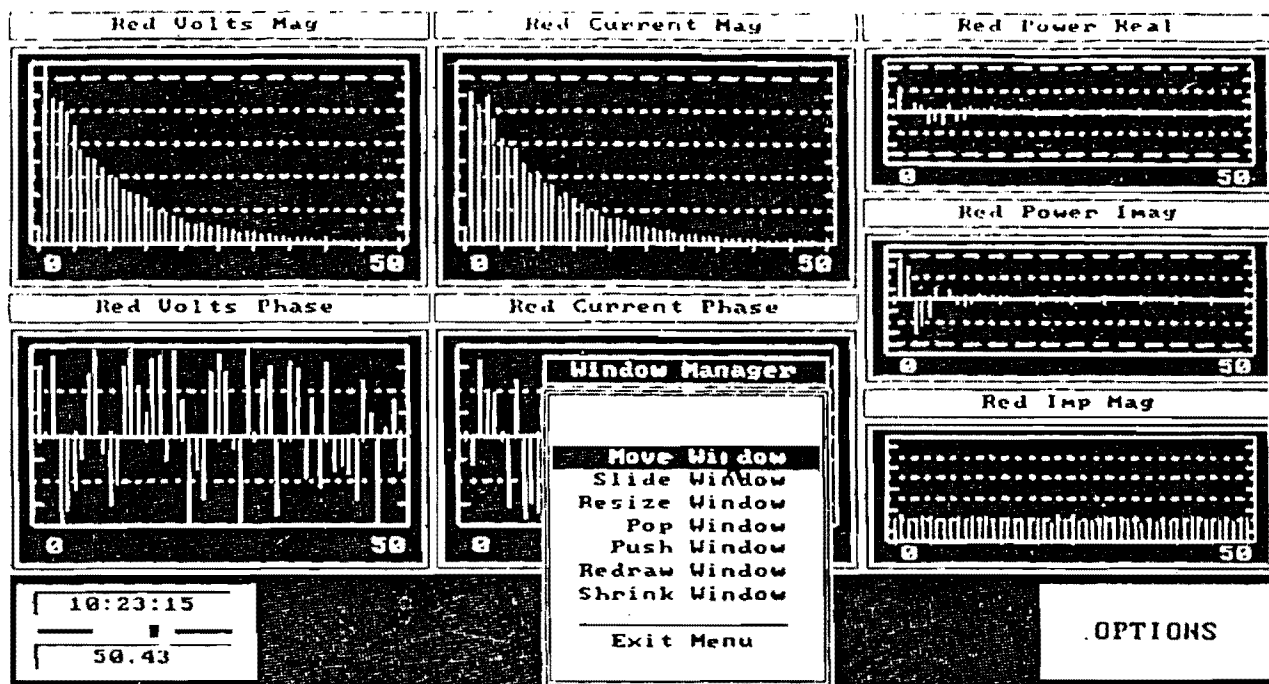 Red Volts Mag
0 50
Red Current Mag
0 50
Red Power Real
0 50
Red Power Imag
0 50
Red Volts Phase
0 50
Red Current Phase
0
Red Imp Mag
0 50
Window Manager
Move Window
Slide Window
Resize Window
Pop Window
Push Window
Redraw Window
Shrink Window
Exit Menu
10:23:15
50.43
OPTIONS